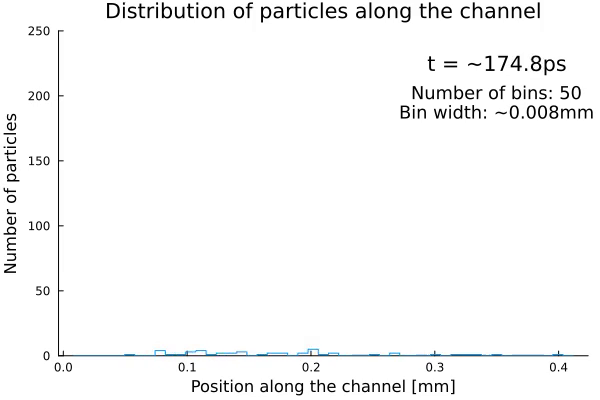 Distribution of particles along the channel
250
t = ~174.8ps
Number of bins: 50
Bin width: ~0.008mm
200
150
100
50
0
Number of particles
0.0 0.1 0.2 0.3 0.4
Position along the channel [mm]